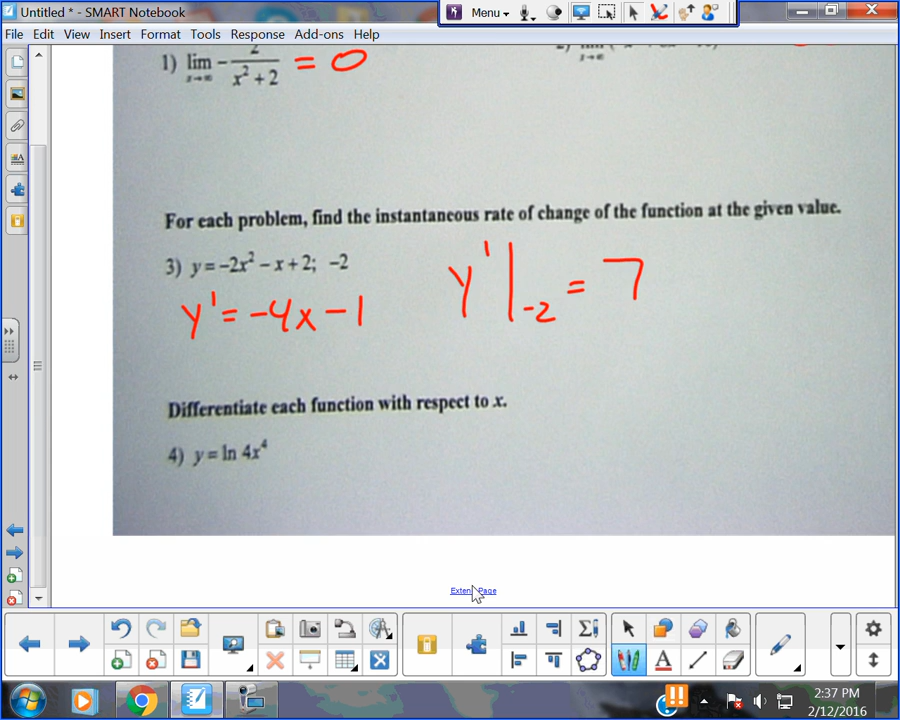 Untitled * - SMART Notebook
Menu
File Edit View Insert Format Tools Response Add-ons Help
1) lim - 2/(x² + 2) = 0
x→∞
For each problem, find the instantaneous rate of change of the function at the given value.
3) y = -2x² - x + 2; -2
y' = -4x - 1
y'|₋₂ = 7
Differentiate each function with respect to x.
4) y = ln 4x⁴
Extend Page
2:37 PM
2/12/2016